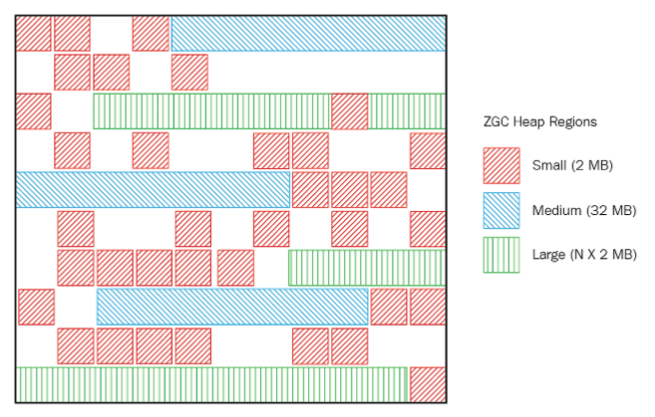 ZGC Heap Regions
Small (2 MB)
Medium (32 MB)
Large (N X 2 MB)